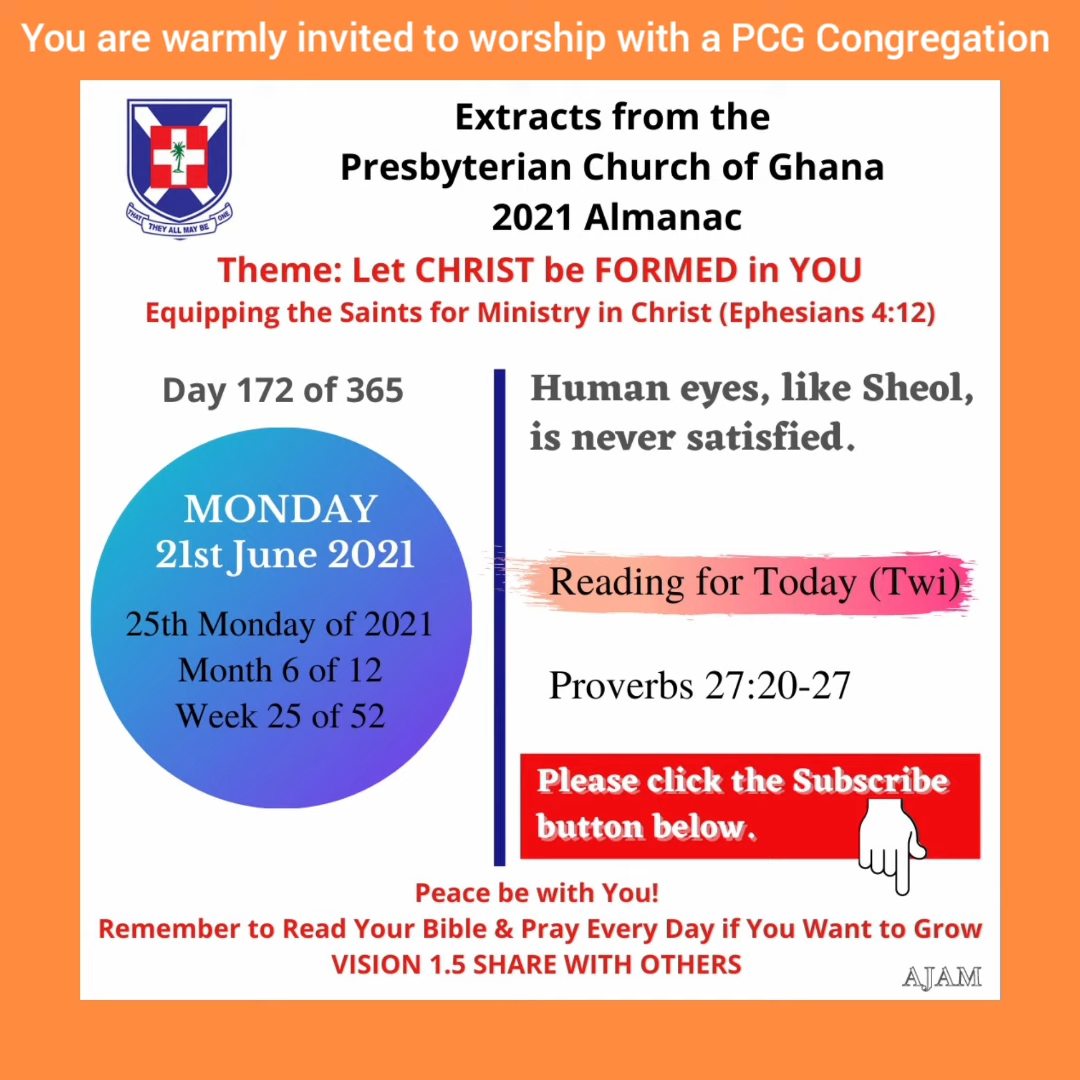 You are warmly invited to worship with a PCG Congregation
Extracts from the
Presbyterian Church of Ghana
2021 Almanac
THAT THEY ALL MAY BE ONE
Theme: Let CHRIST be FORMED in YOU
Equipping the Saints for Ministry in Christ (Ephesians 4:12)
Day 172 of 365
MONDAY
21st June 2021
25th Monday of 2021
Month 6 of 12
Week 25 of 52
Human eyes, like Sheol,
is never satisfied.
Reading for Today (Twi)
Proverbs 27:20-27
Please click the Subscribe
button below.
Peace be with You!
Remember to Read Your Bible & Pray Every Day if You Want to Grow
VISION 1.5 SHARE WITH OTHERS
AJAM